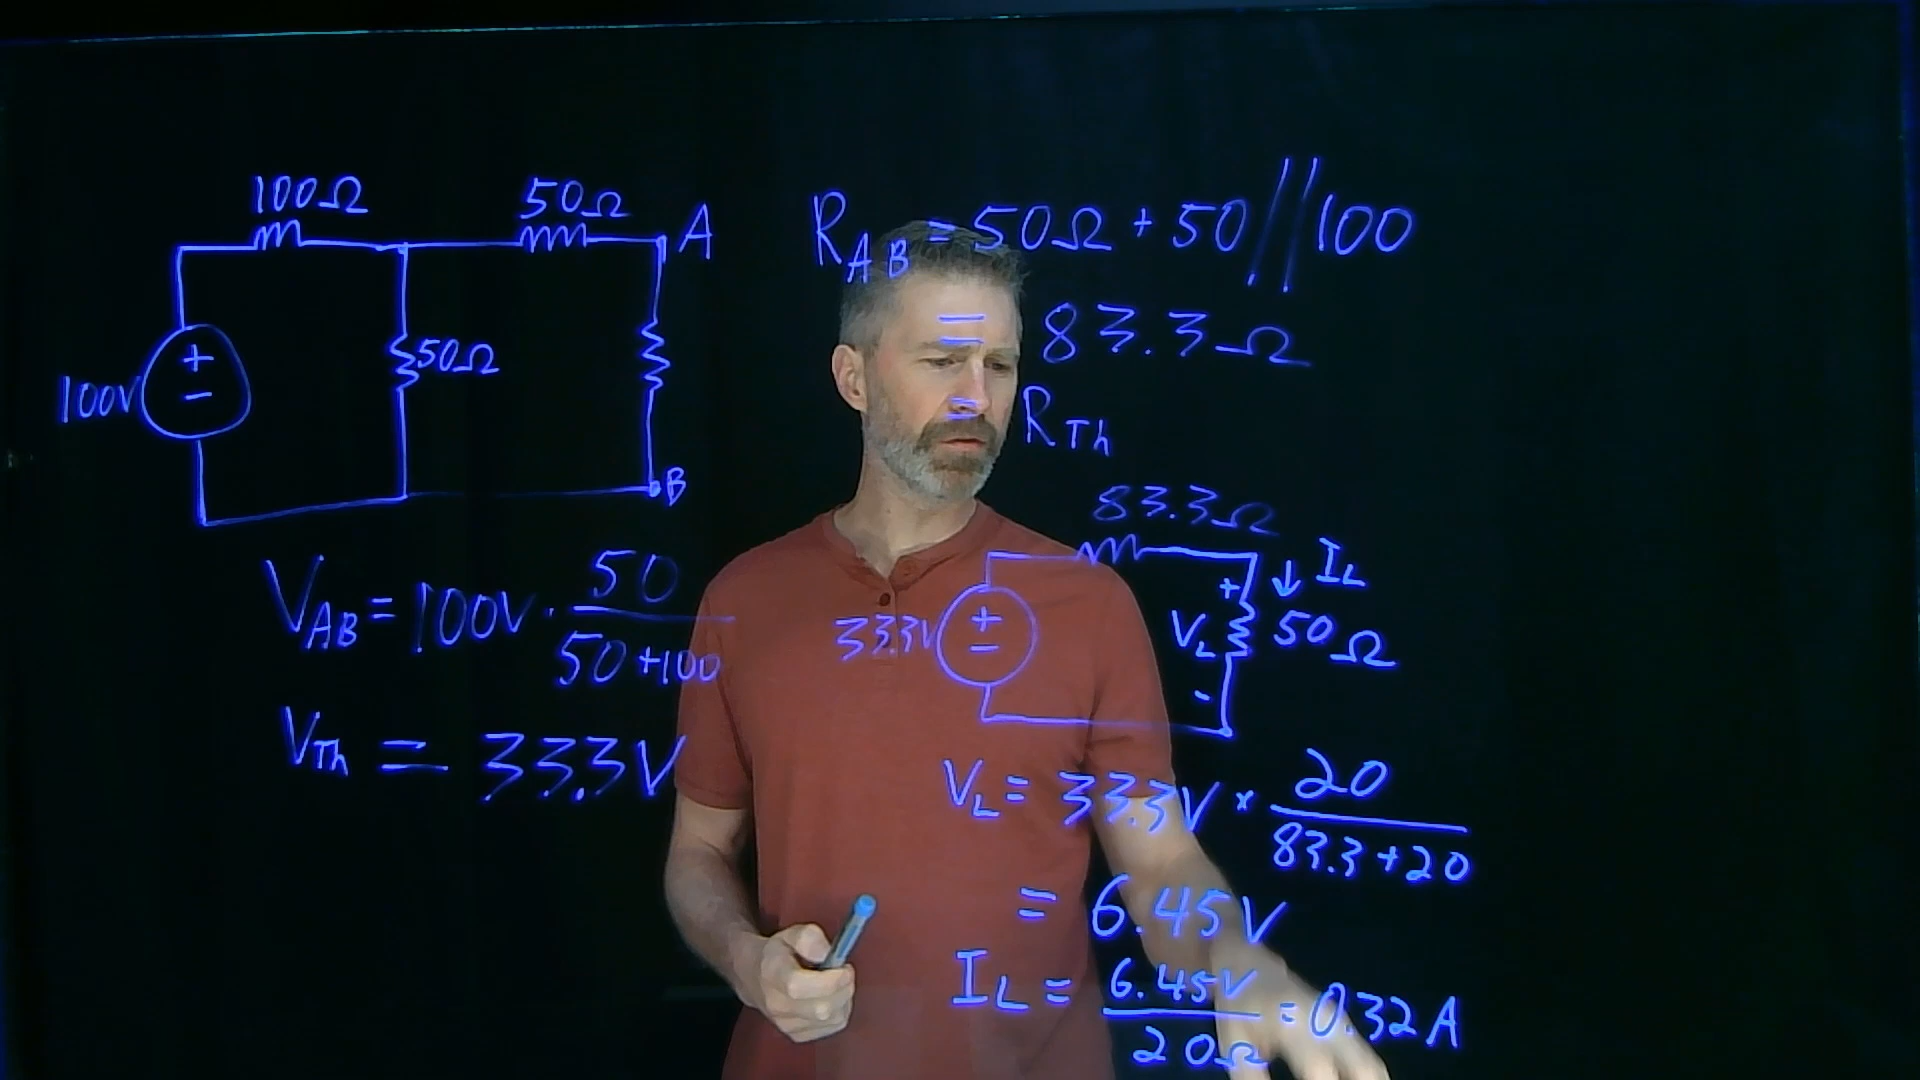 100Ω
50Ω
A
100V
+
-
50Ω
B
V_AB = 100V · 50 / (50+100)
V_Th = 33.3V
R_AB = 50Ω + 50 // 100
= 83.3Ω
= R_Th
83.3Ω
33.3V
+
-
+
V_L
-
↓ I_L
50Ω
V_L = 33.3V × 20 / (83.3+20)
= 6.45V
I_L = 6.45V / 20Ω = 0.32A